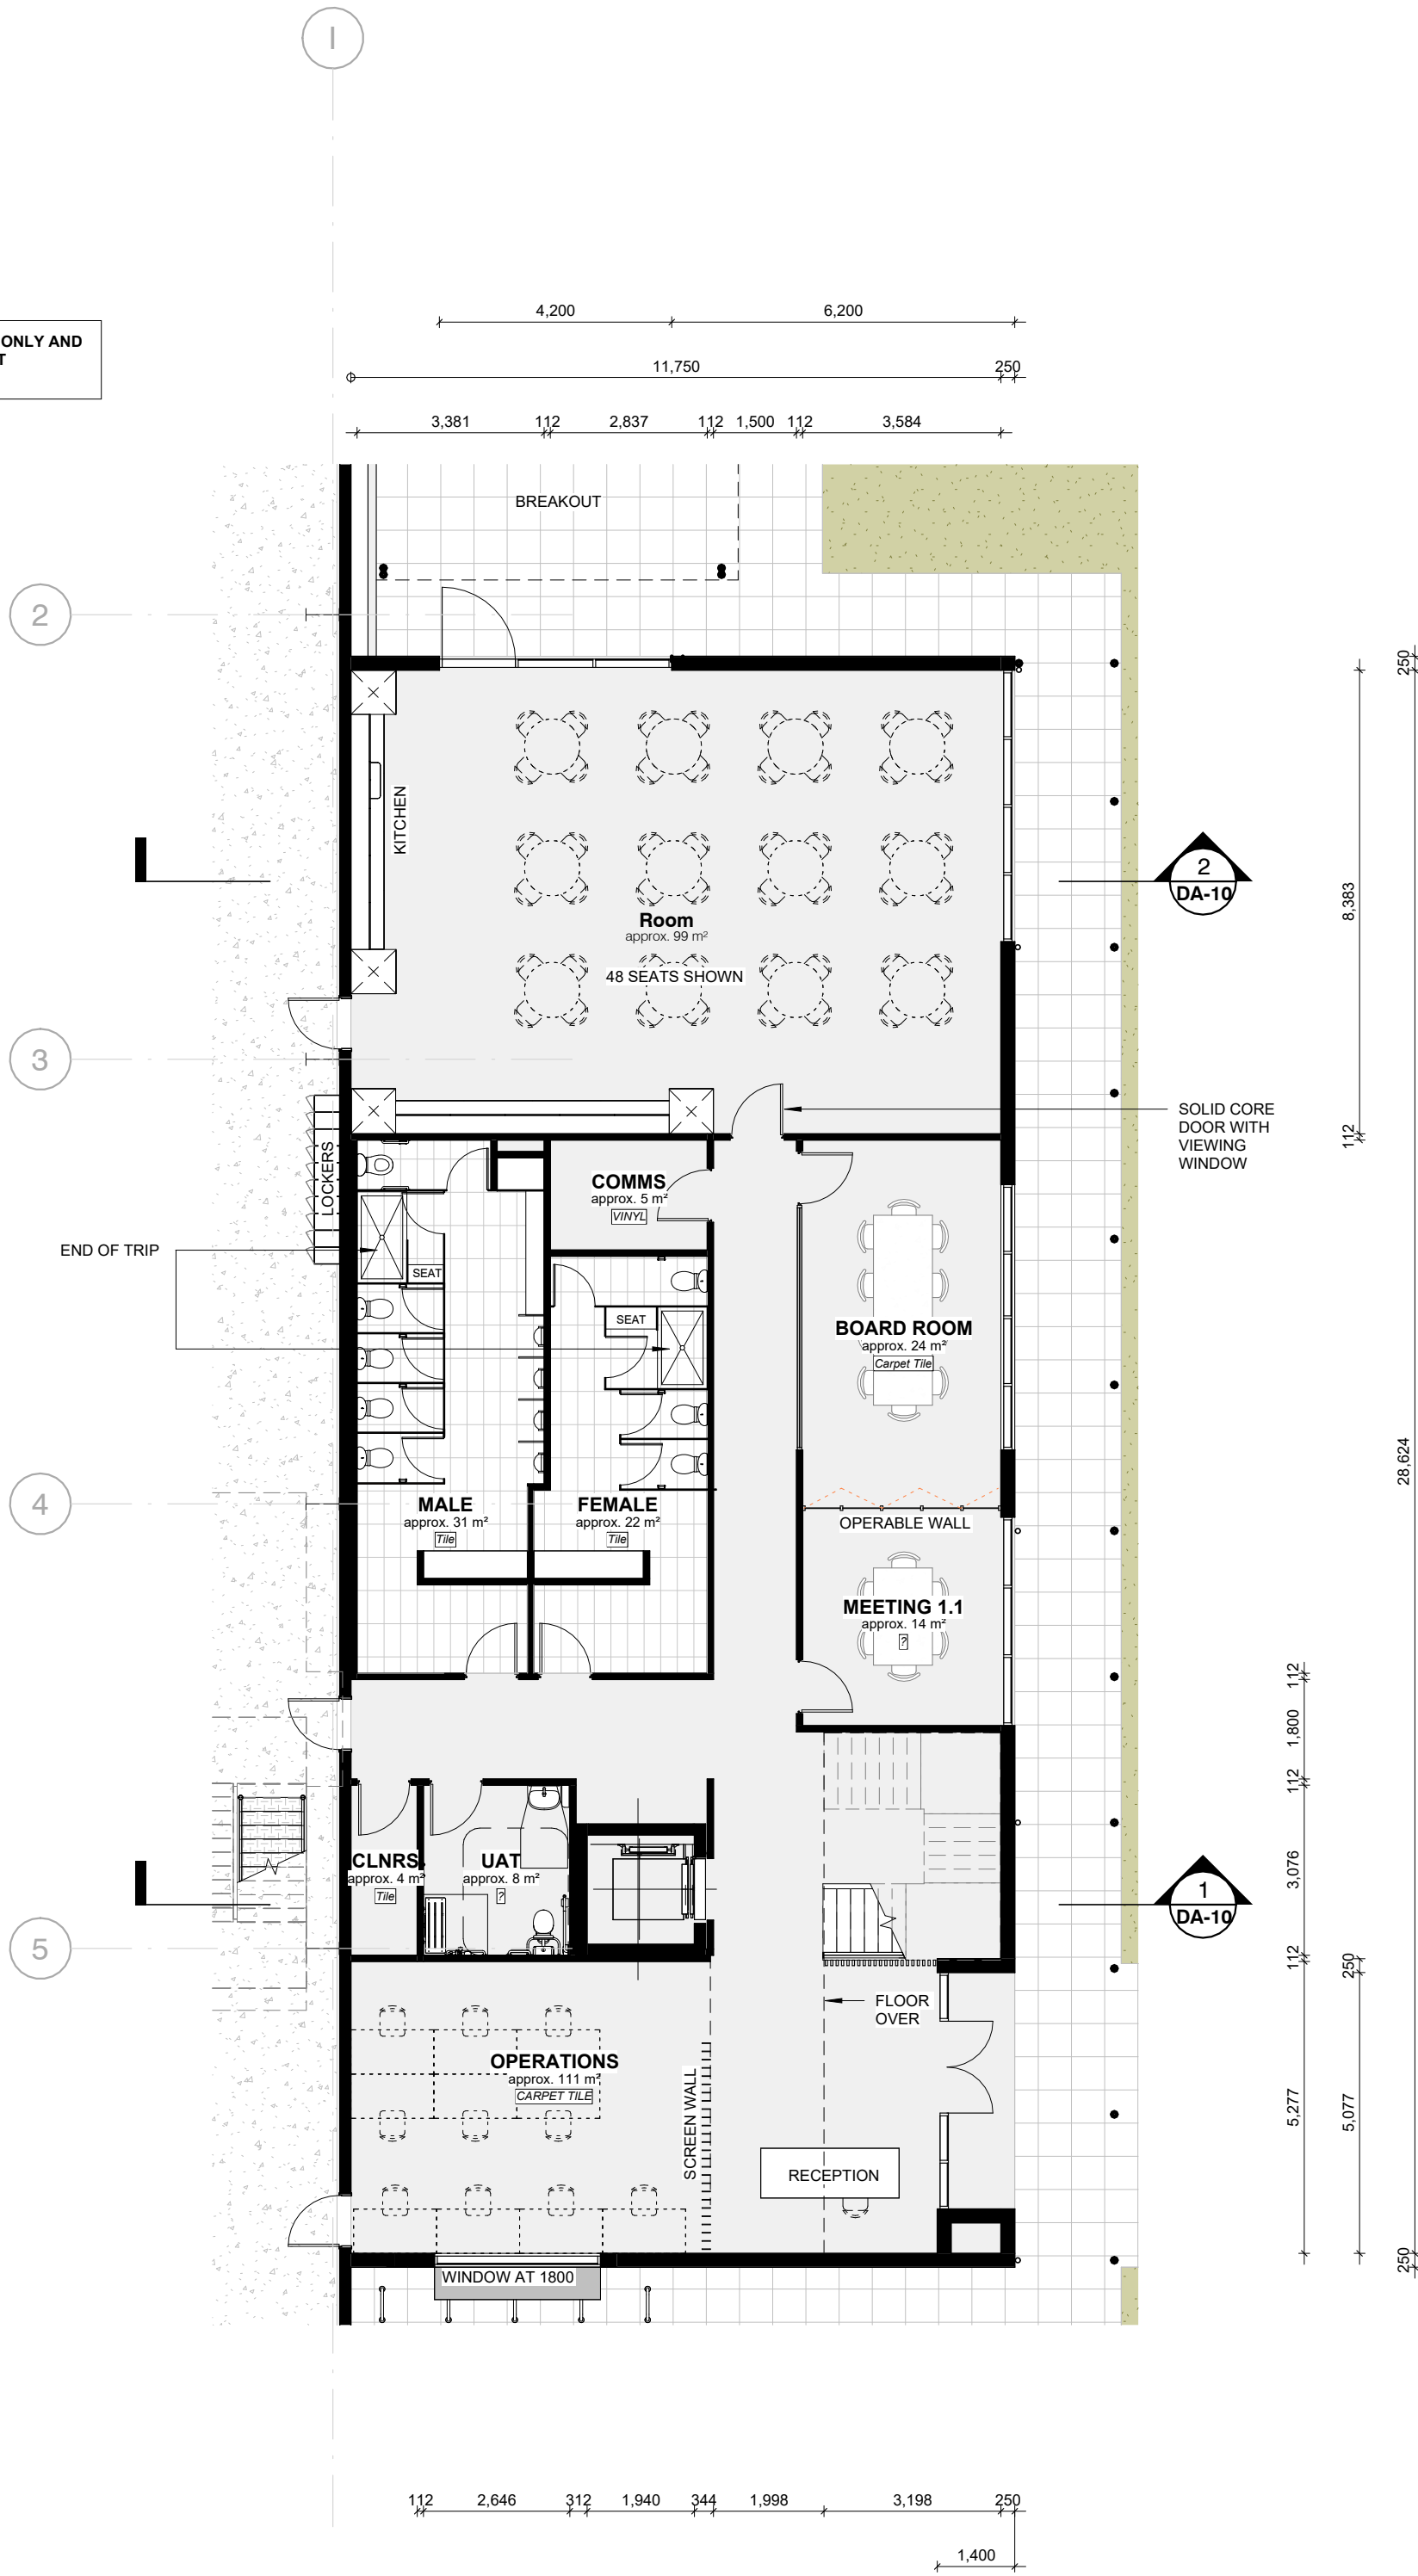 I
ONLY AND
T
4,200
6,200
11,750
250
3,381
112
2,837
112
1,500
112
3,584
BREAKOUT
2
250
KITCHEN
2
DA-10
8,383
Room
approx. 99 m²
48 SEATS SHOWN
3
SOLID CORE
DOOR WITH
VIEWING
WINDOW
112
LOCKERS
COMMS
approx. 5 m²
VINYL
END OF TRIP
SEAT
SEAT
BOARD ROOM
approx. 24 m²
Carpet Tile
28,624
4
MALE
approx. 31 m²
Tile
FEMALE
approx. 22 m²
Tile
OPERABLE WALL
MEETING 1.1
approx. 14 m²
?
112
1,800
112
CLNRS
approx. 4 m²
Tile
UAT
approx. 8 m²
?
3,076
1
DA-10
5
112
250
FLOOR
OVER
OPERATIONS
approx. 111 m²
CARPET TILE
SCREEN WALL
5,277
5,077
RECEPTION
WINDOW AT 1800
250
112
2,646
312
1,940
344
1,998
3,198
250
1,400